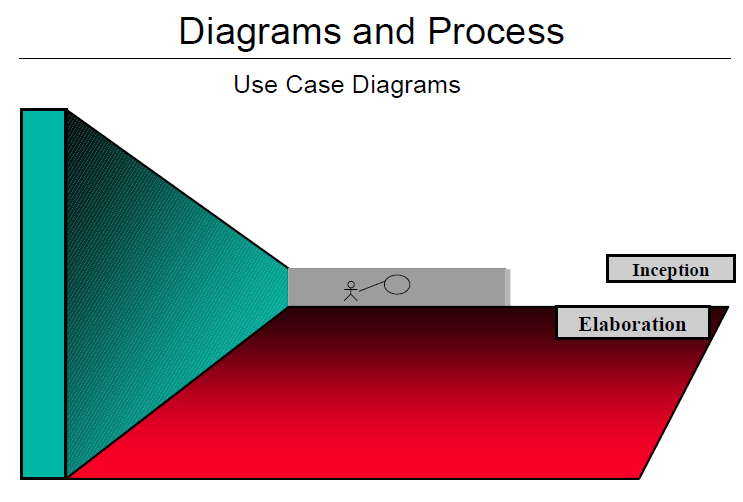 Diagrams and Process
Use Case Diagrams
Inception
Elaboration